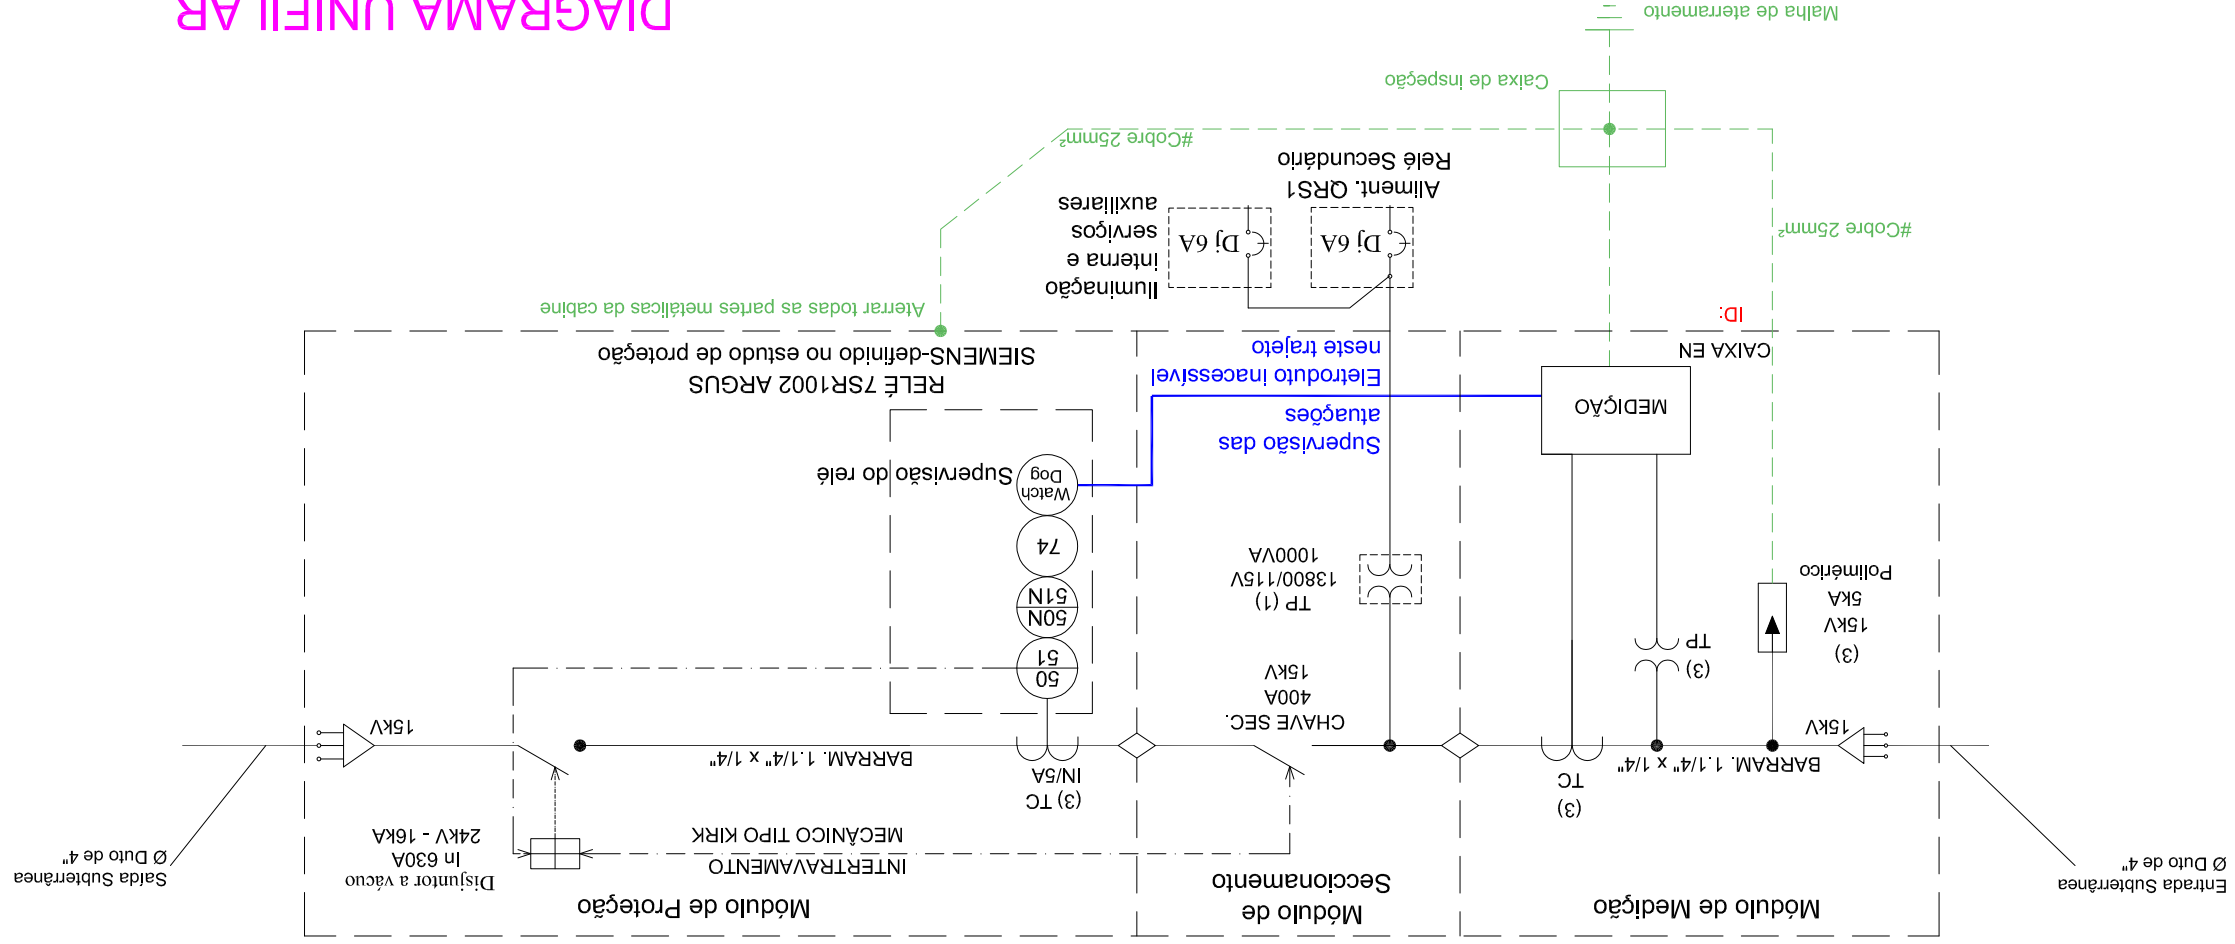 Entrada Subterrânea
Ø Duto de 4"
Módulo de Medição
Módulo de
Seccionamento
Módulo de Proteção
Saída Subterrânea
Ø Duto de 4"
INTERTRAVAMENTO
MECÂNICO TIPO KIRK
Disjuntor a vácuo
In 630A
24kV - 16kA
15kV
BARRAM. 1.1/4" x 1/4"
(3)
TC
(3) TC
IN/5A
BARRAM. 1.1/4" x 1/4"
15kV
(3)
15kV
5kA
Polimérico
(3)
TP
CHAVE SEC.
400A
15kV
TP (1)
13800/115V
1000VA
50
51
50N
51N
74
Watch
Dog
Supervisão do relé
MEDIÇÃO
Supervisão das
atuações
Eletroduto inacessível
neste trajeto
RELÉ 7SR1002 ARGUS
SIEMENS-definido no estudo de proteção
CAIXA EN
ID:
Aterrar todas as partes metálicas da cabine
Iluminação
interna e
serviços
auxiliares
Dj 6A
Dj 6A
Aliment. QRS1
Relé Secundário
#Cobre 25mm²
#Cobre 25mm²
Caixa de inspeção
Malha de aterramento
DIAGRAMA UNIFILAR